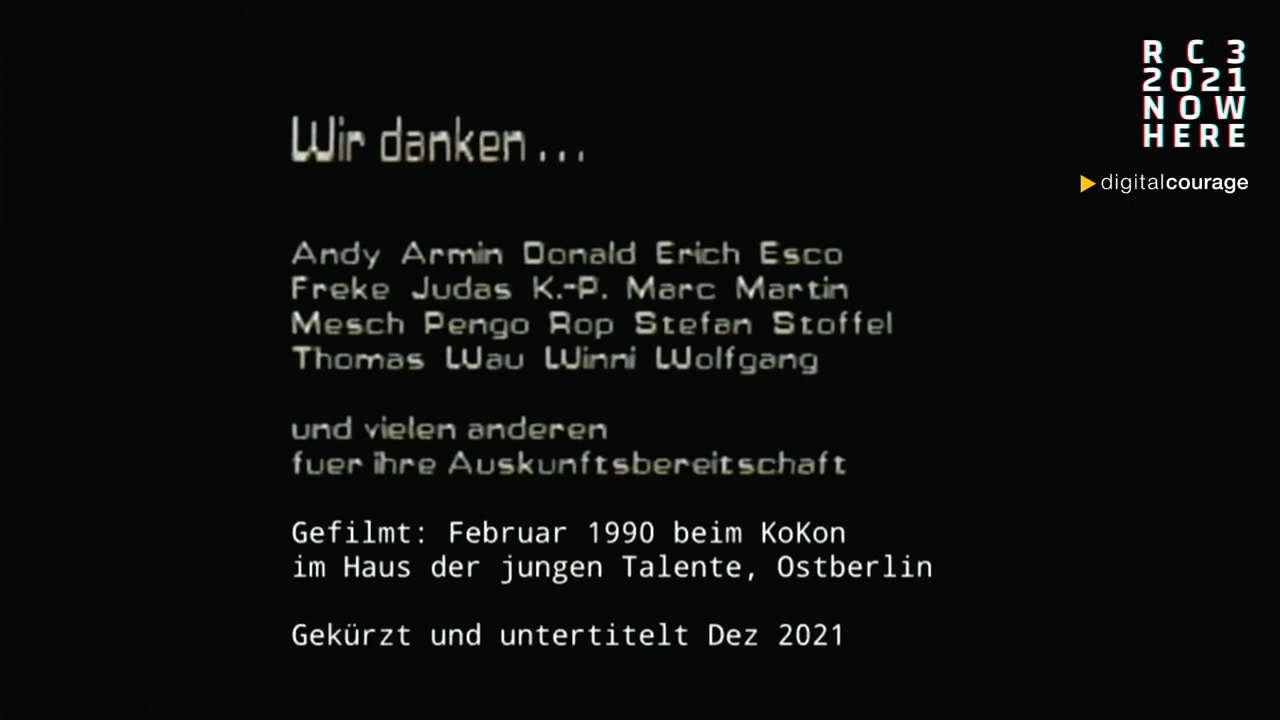 R C 3
2021
NOW
HERE
digitalcourage
Wir danken...
Andy Armin Donald Erich Esco
Freke Judas K.-P. Marc Martin
Mesch Pengo Rop Stefan Stoffel
Thomas Wau Winni Wolfgang
und vielen anderen
fuer ihre Auskunftsbereitschaft
Gefilmt: Februar 1990 beim KoKon
im Haus der jungen Talente, Ostberlin
Gekürzt und untertitelt Dez 2021